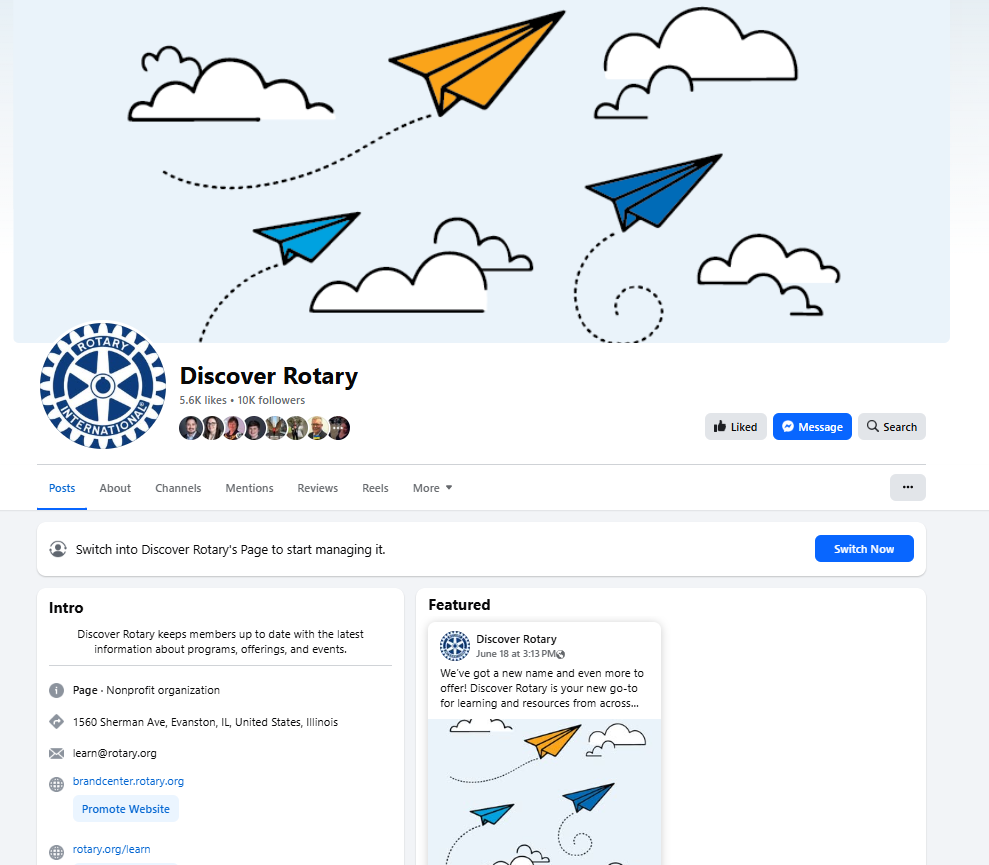 ROTARY
INTERNATIONAL
Discover Rotary
5.6K likes • 10K followers
Liked
Message
Search
Posts
About
Channels
Mentions
Reviews
Reels
More
Switch into Discover Rotary's Page to start managing it.
Switch Now
Intro
Discover Rotary keeps members up to date with the latest
information about programs, offerings, and events.
Page · Nonprofit organization
1560 Sherman Ave, Evanston, IL, United States, Illinois
learn@rotary.org
brandcenter.rotary.org
Promote Website
rotary.org/learn
Featured
Discover Rotary
June 18 at 3:13 PM
We've got a new name and even more to
offer! Discover Rotary is your new go-to
for learning and resources from across...